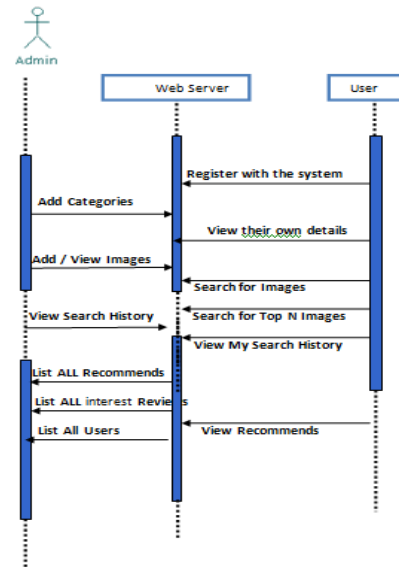 Admin
Web Server
User
Register with the system
Add Categories
View their own details
Add / View Images
Search for Images
View Search History
Search for Top N Images
View My Search History
List ALL Recommends
List ALL interest Reviews
List All Users
View Recommends